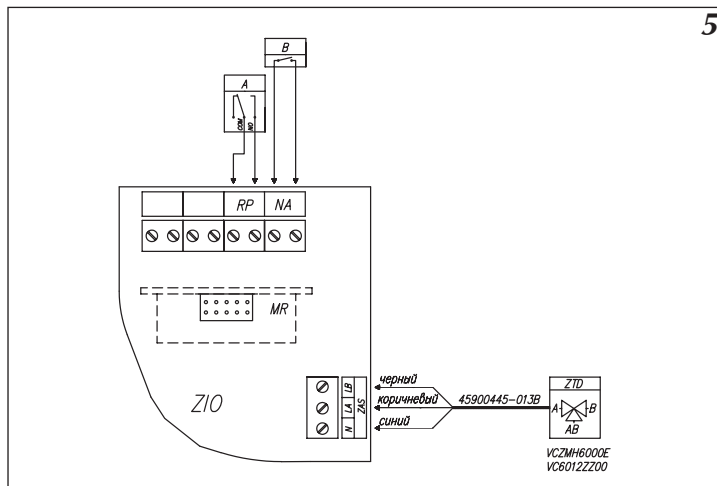 5
B
A
COM
NO
RP
NA
MR
ZIO
LB
LA
N
ZAS
черный
коричневый
синий
45900445-013B
ZTD
A
B
AB
VCZMH6000E
VC6012ZZ00